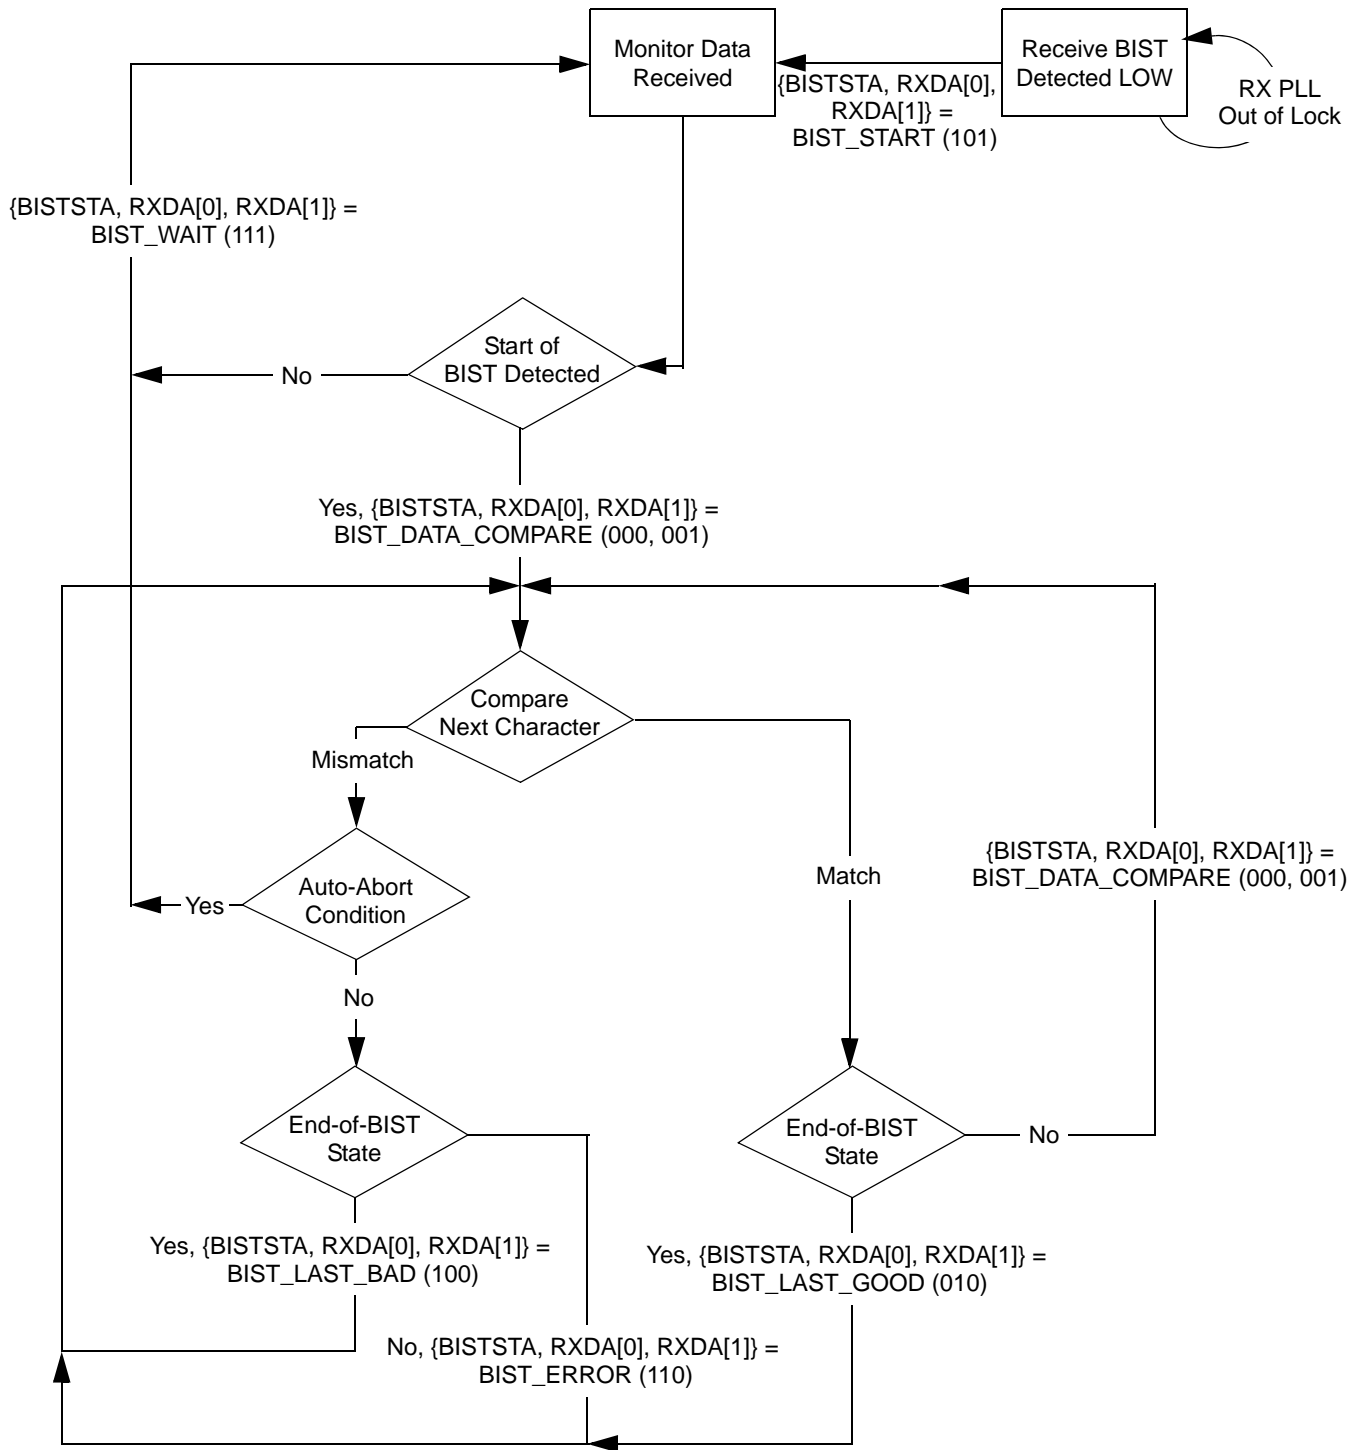 Monitor Data
Received
Receive BIST
Detected LOW
RX PLL
Out of Lock
{BISTSTA, RXDA[0],
RXDA[1]} =
BIST_START (101)
{BISTSTA, RXDA[0], RXDA[1]} =
BIST_WAIT (111)
Start of
BIST Detected
No
Yes, {BISTSTA, RXDA[0], RXDA[1]} =
BIST_DATA_COMPARE (000, 001)
Compare
Next Character
Mismatch
Match
{BISTSTA, RXDA[0], RXDA[1]} =
BIST_DATA_COMPARE (000, 001)
Auto-Abort
Condition
Yes
No
End-of-BIST
State
End-of-BIST
State
No
Yes, {BISTSTA, RXDA[0], RXDA[1]} =
BIST_LAST_BAD (100)
Yes, {BISTSTA, RXDA[0], RXDA[1]} =
BIST_LAST_GOOD (010)
No, {BISTSTA, RXDA[0], RXDA[1]} =
BIST_ERROR (110)